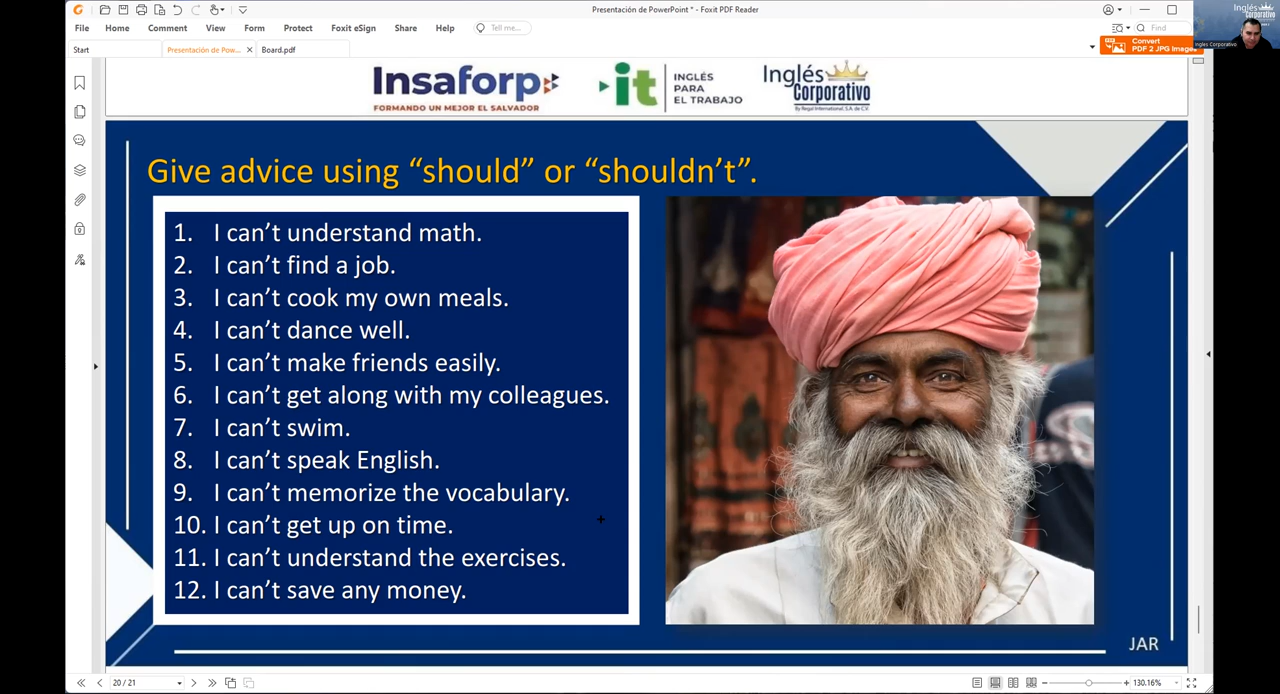 Presentación de PowerPoint * - Foxit PDF Reader
File Home Comment View Form Protect Foxit eSign Share Help Tell me... Find
Start Presentación de Pow... Board.pdf
Convert
PDF 2 JPG Images
Inglés
Corporativo
Ingles Corporativo
Insaforp
FORMANDO UN MEJOR EL SALVADOR
it
INGLÉS
PARA
EL TRABAJO
Inglés
Corporativo
By Regal International, S.A. de C.V.
Give advice using “should” or “shouldn’t”.
1. I can’t understand math.
2. I can’t find a job.
3. I can’t cook my own meals.
4. I can’t dance well.
5. I can’t make friends easily.
6. I can’t get along with my colleagues.
7. I can’t swim.
8. I can’t speak English.
9. I can’t memorize the vocabulary.
10. I can’t get up on time.
11. I can’t understand the exercises.
12. I can’t save any money.
JAR
20 / 21
130.16%